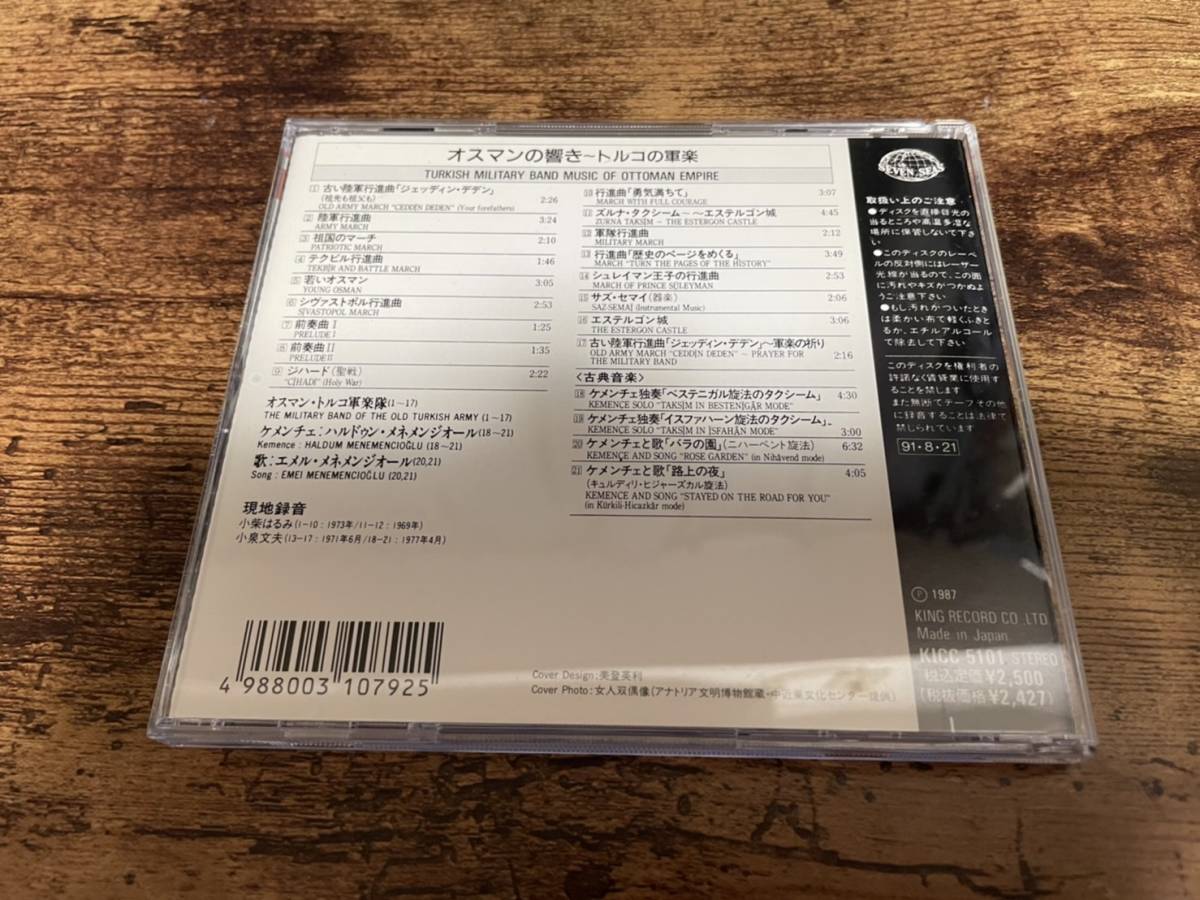 オスマンの響き~トルコの軍楽
TURKISH MILITARY BAND MUSIC OF OTTOMAN EMPIRE
1 古い陸軍行進曲「ジェッディン・デデン」
(祖先も祖父も) 2:26
OLD ARMY MARCH "CEDDİN DEDEN" (Your forefathers)
2 陸軍行進曲 3:24
ARMY MARCH
3 祖国のマーチ 2:10
PATRIOTIC MARCH
4 テクビル行進曲 1:46
TEKBİR AND BATTLE MARCH
5 若いオスマン 3:05
YOUNG OSMAN
6 シヴァストポル行進曲 2:53
SİVASTOPOL MARCH
7 前奏曲 I 1:25
PRELUDE I
8 前奏曲 II 1:35
PRELUDE II
9 ジハード (聖戦) 2:22
"CİHADI" (Holy War)
オスマン・トルコ軍楽隊(1~17)
THE MILITARY BAND OF THE OLD TURKISH ARMY (1~17)
ケメンチェ:ハルドゥン・メネメンジオール(18~21)
Kemence : HALDUM MENEMENCIOĞLU (18~21)
歌:エメル・メネメンジオール(20,21)
Song : EMEI MENEMENCIOĞLU (20,21)
現地録音
小柴はるみ(1-10:1973年/11-12:1969年)
小泉文夫(13-17:1971年6月/18-21:1977年4月)
10 行進曲「勇気満ちて」 3:07
MARCH WITH FULL COURAGE
11 ズルナ・タクシーム~~エステルゴン城 4:45
ZURNA TAKSİM ~ THE ESTERGON CASTLE
12 軍隊行進曲 2:12
MILITARY MARCH
13 行進曲「歴史のページをめくる」 3:49
MARCH "TURN THE PAGES OF THE HISTORY"
14 シュレイマン王子の行進曲 2:53
MARCH OF PRINCE SÜLEYMAN
15 サズ・セマイ (器楽) 2:06
SAZ-SEMAİ (Instrumental Music)
16 エステルゴン城 3:06
THE ESTERGON CASTLE
17 古い陸軍行進曲「ジェッディン・デデン」~軍楽の祈り
OLD ARMY MARCH "CEDDİN DEDEN" ~ PRAYER FOR 2:16
THE MILITARY BAND
〈古典音楽〉
18 ケメンチェ独奏「ベステニガル旋法のタクシーム」 4:30
KEMENCE SOLO "TAKSİM IN BESTENİGÂR MODE"
19 ケメンチェ独奏「イスファハーン旋法のタクシーム」
KEMENCE SOLO "TAKSİM IN İSFAHÂN MODE" 3:00
20 ケメンチェと歌「バラの園」(ニハーベント旋法) 6:32
KEMENÇE AND SONG "ROSE GARDEN" (in Nihâvend mode)
21 ケメンチェと歌「路上の夜」 4:05
(キュルディリ・ヒジャーズカル旋法)
KEMENCE AND SONG "STAYED ON THE ROAD FOR YOU"
(in Kürkili-Hicazkâr mode)
SEVEN SEAS
取扱い上のご注意
●ディスクを直接日光の
当るところや高温多湿な
場所に保管しないで下さ
い
●このディスクのレーベ
ルの反対側にはレーザー
光線が当るので、この面
に汚れやキズがつかぬよ
うご注意下さい
●もし汚れがついたとき
は柔かい布で軽くふきと
るか、エチルアルコール
で除去して下さい
このディスクを権利者の
許諾なく賃貸業に使用す
ることを禁じます
また無断でテープその他
に録音することは法律で
禁じられています
91・8・21
Ⓟ 1987
KING RECORD CO.,LTD.
Made in Japan
KICC 5101 STEREO
税込定価¥2,500
(税抜価格¥2,427)
4 988003 107925
Cover Design:美登英利
Cover Photo:女人双偶像(アナトリア文明博物館蔵・中近東文化センター提供)